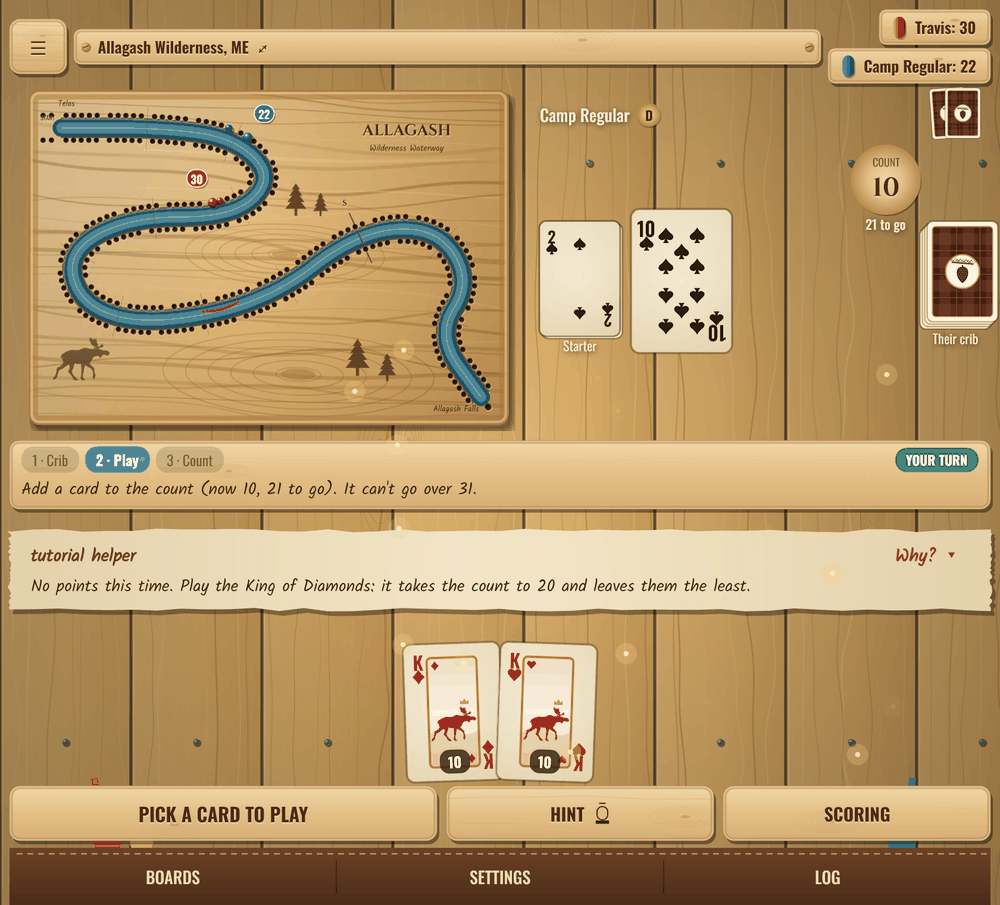 ☰
Allagash Wilderness, ME
Travis: 30
Camp Regular: 22
Telos
22
ALLAGASH
Wilderness Waterway
30
S
Allagash Falls
Camp Regular D
COUNT
10
21 to go
2
2
Starter
10
10
Their crib
1 · Crib
2 · Play
3 · Count
YOUR TURN
Add a card to the count (now 10, 21 to go). It can't go over 31.
tutorial helper
Why?
No points this time. Play the King of Diamonds: it takes the count to 20 and leaves them the least.
K
10
K
K
10
K
PICK A CARD TO PLAY
HINT
SCORING
BOARDS
SETTINGS
LOG